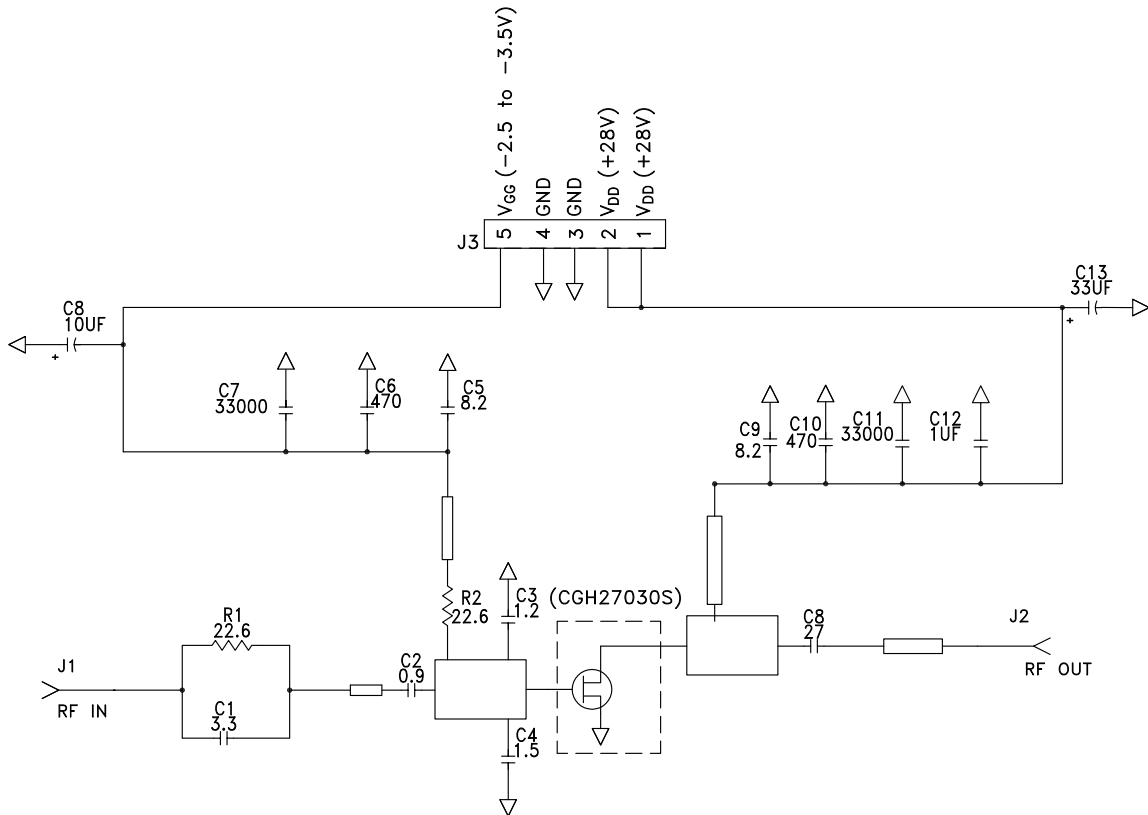 VGG (-2.5 to -3.5V)
GND
GND
VDD (+28V)
VDD (+28V)
J3
5
4
3
2
1
C8
10UF
+
C13
33UF
+
C7
33000
C6
470
C5
8.2
C9
8.2
C10
470
C11
33000
C12
1UF
R2
22.6
C3
1.2
(CGH27030S)
R1
22.6
J1
RF IN
C1
3.3
C2
0.9
C4
1.5
C8
27
J2
RF OUT